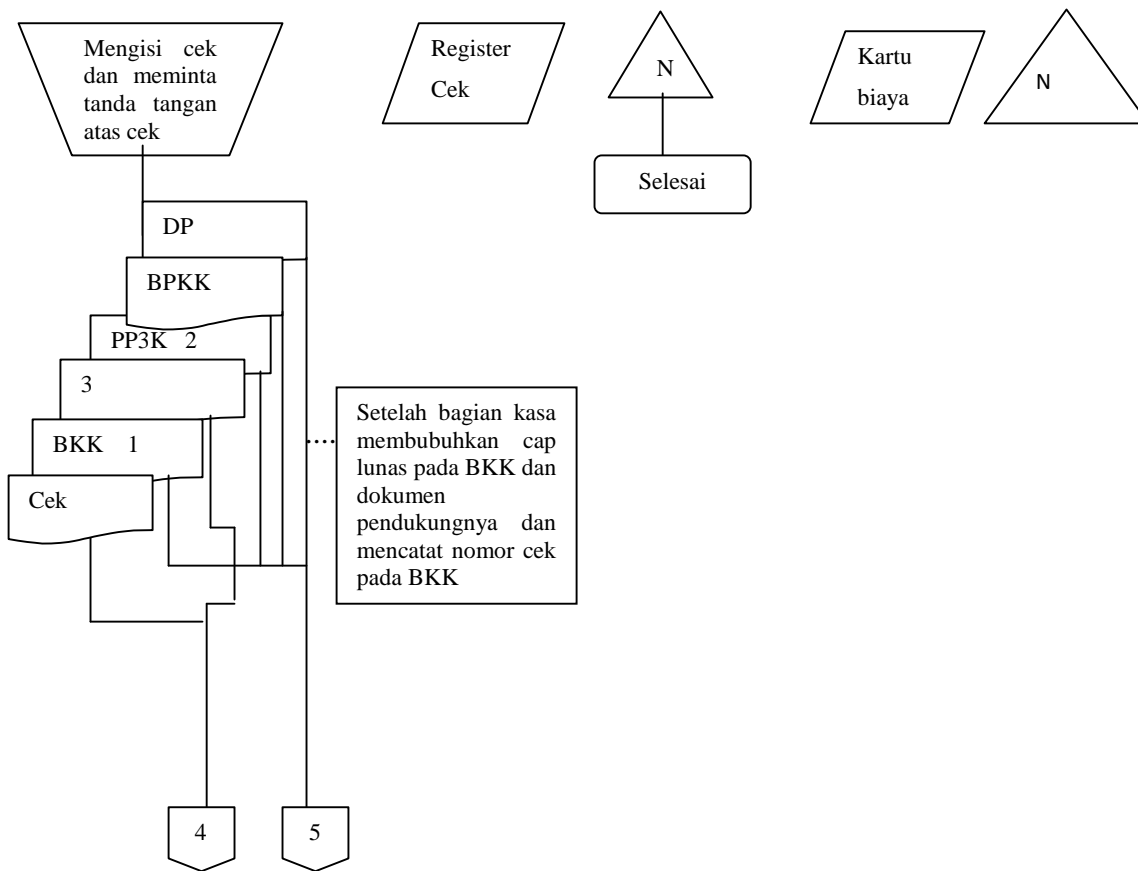 Mengisi cek
dan meminta
tanda tangan
atas cek
Register
Cek
N
Selesai
Kartu
biaya
N
DP
BPKK
PP3K 2
3
BKK 1
Cek
Setelah bagian kasa
membubuhkan cap
lunas pada BKK dan
dokumen
pendukungnya dan
mencatat nomor cek
pada BKK
4
5